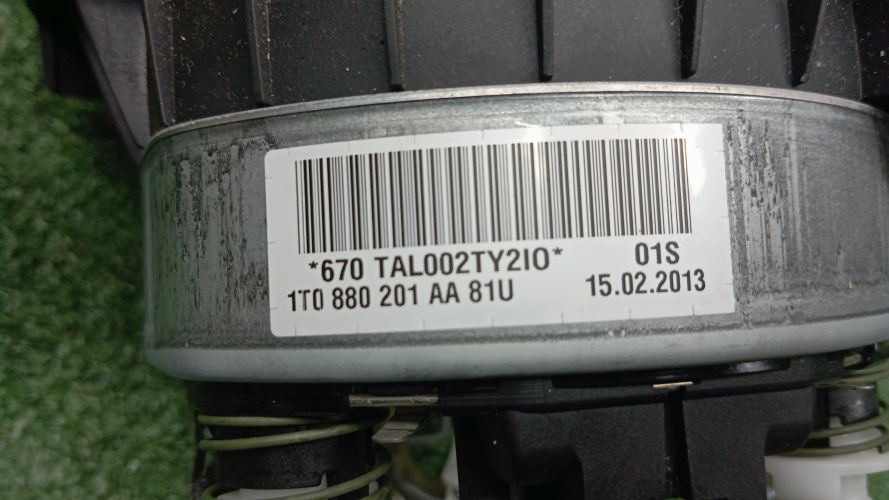 *670 TAL002TY2IO* 01S
1T0 880 201 AA 81U 15.02.2013